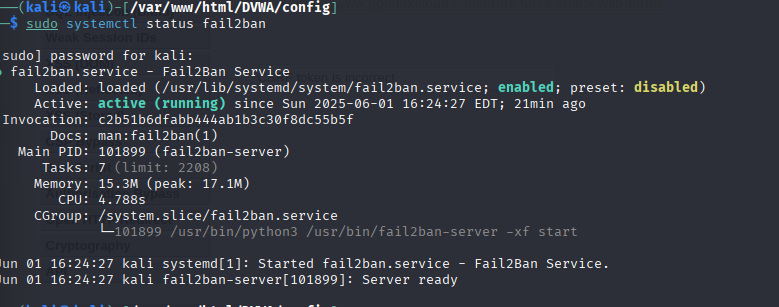 ──(kali㉿kali)-[/var/www/html/DVWA/config]
─$ sudo systemctl status fail2ban
sudo] password for kali:
● fail2ban.service - Fail2Ban Service
Loaded: loaded (/usr/lib/systemd/system/fail2ban.service; enabled; preset: disabled)
Active: active (running) since Sun 2025-06-01 16:24:27 EDT; 21min ago
Invocation: c2b51b6dfabb444ab1b3c30f8dc55b5f
Docs: man:fail2ban(1)
Main PID: 101899 (fail2ban-server)
Tasks: 7 (limit: 2208)
Memory: 15.3M (peak: 17.1M)
CPU: 4.788s
CGroup: /system.slice/fail2ban.service
└─101899 /usr/bin/python3 /usr/bin/fail2ban-server -xf start
Cryptography
Jun 01 16:24:27 kali systemd[1]: Started fail2ban.service - Fail2Ban Service.
Jun 01 16:24:27 kali fail2ban-server[101899]: Server ready